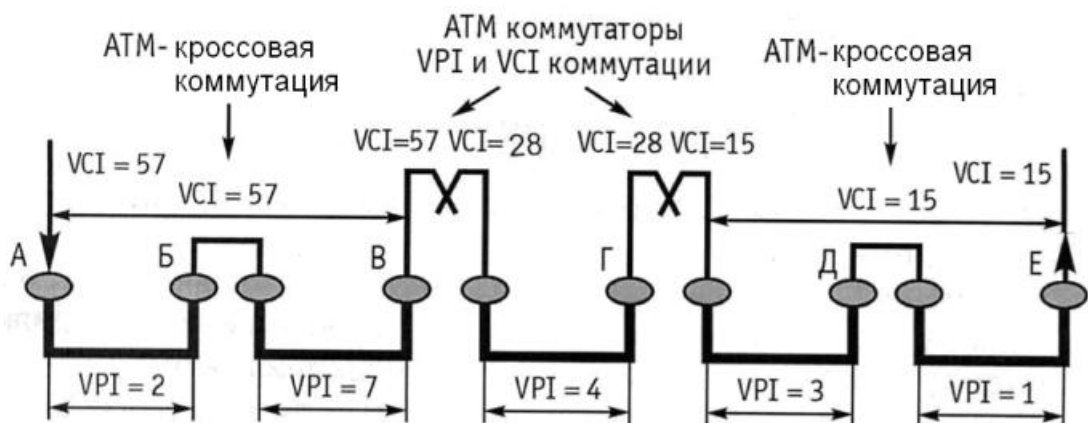 АТМ коммутаторы
VPI и VCI коммутации
АТМ- кроссовая
коммутация
АТМ- кроссовая
коммутация
VCI=57 VCI= 28
VCI=28 VCI=15
VCI = 57
VCI = 57
VCI = 15
VCI = 15
А
Б
В
Г
Д
Е
VPI = 2
VPI = 7
VPI = 4
VPI = 3
VPI = 1